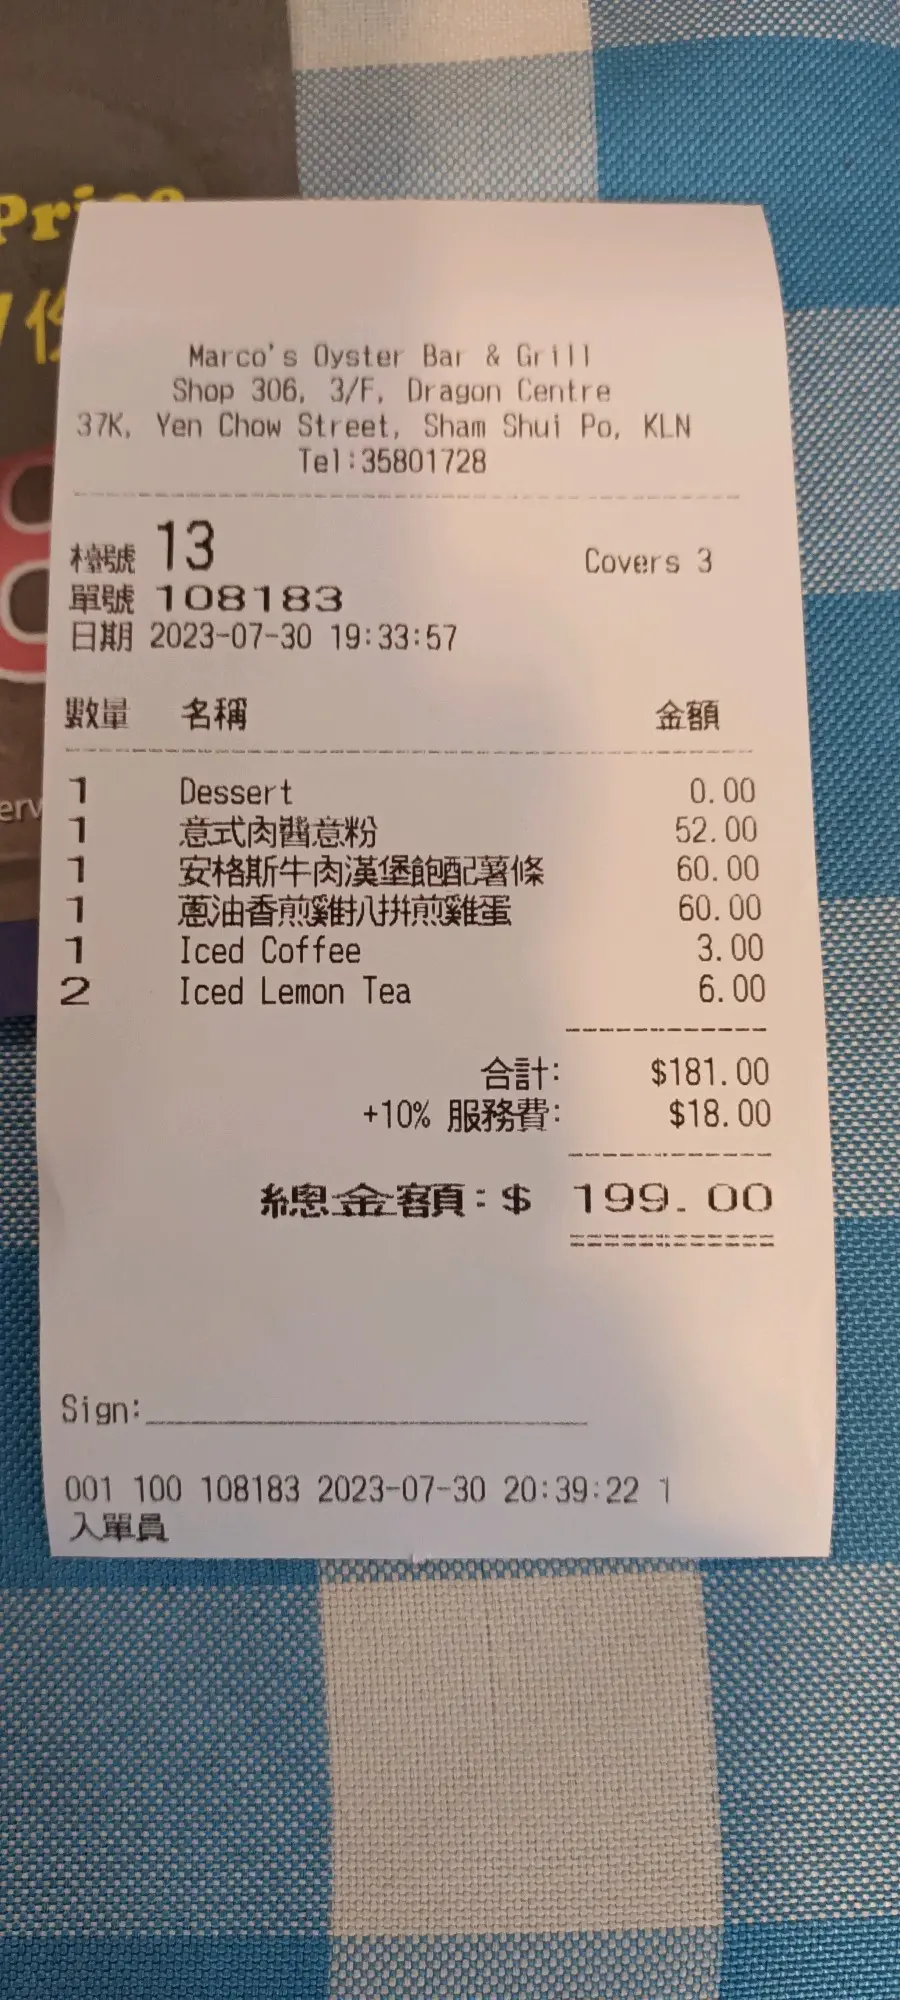 Price
Marco's Oyster Bar & Grill
Shop 306, 3/F, Dragon Centre
37K, Yen Chow Street, Sham Shui Po, KLN
Tel:35801728
檯號 13 Covers 3
單號 108183
日期 2023-07-30 19:33:57
數量 名稱 金額
1 Dessert 0.00
1 意式肉醬意粉 52.00
1 安格斯牛肉漢堡飽配薯條 60.00
1 蔥油香煎雞扒拼煎雞蛋 60.00
1 Iced Coffee 3.00
2 Iced Lemon Tea 6.00
合計: $181.00
+10% 服務費: $18.00
總金額:$ 199.00
Sign:
001 100 108183 2023-07-30 20:39:22 1
入單員